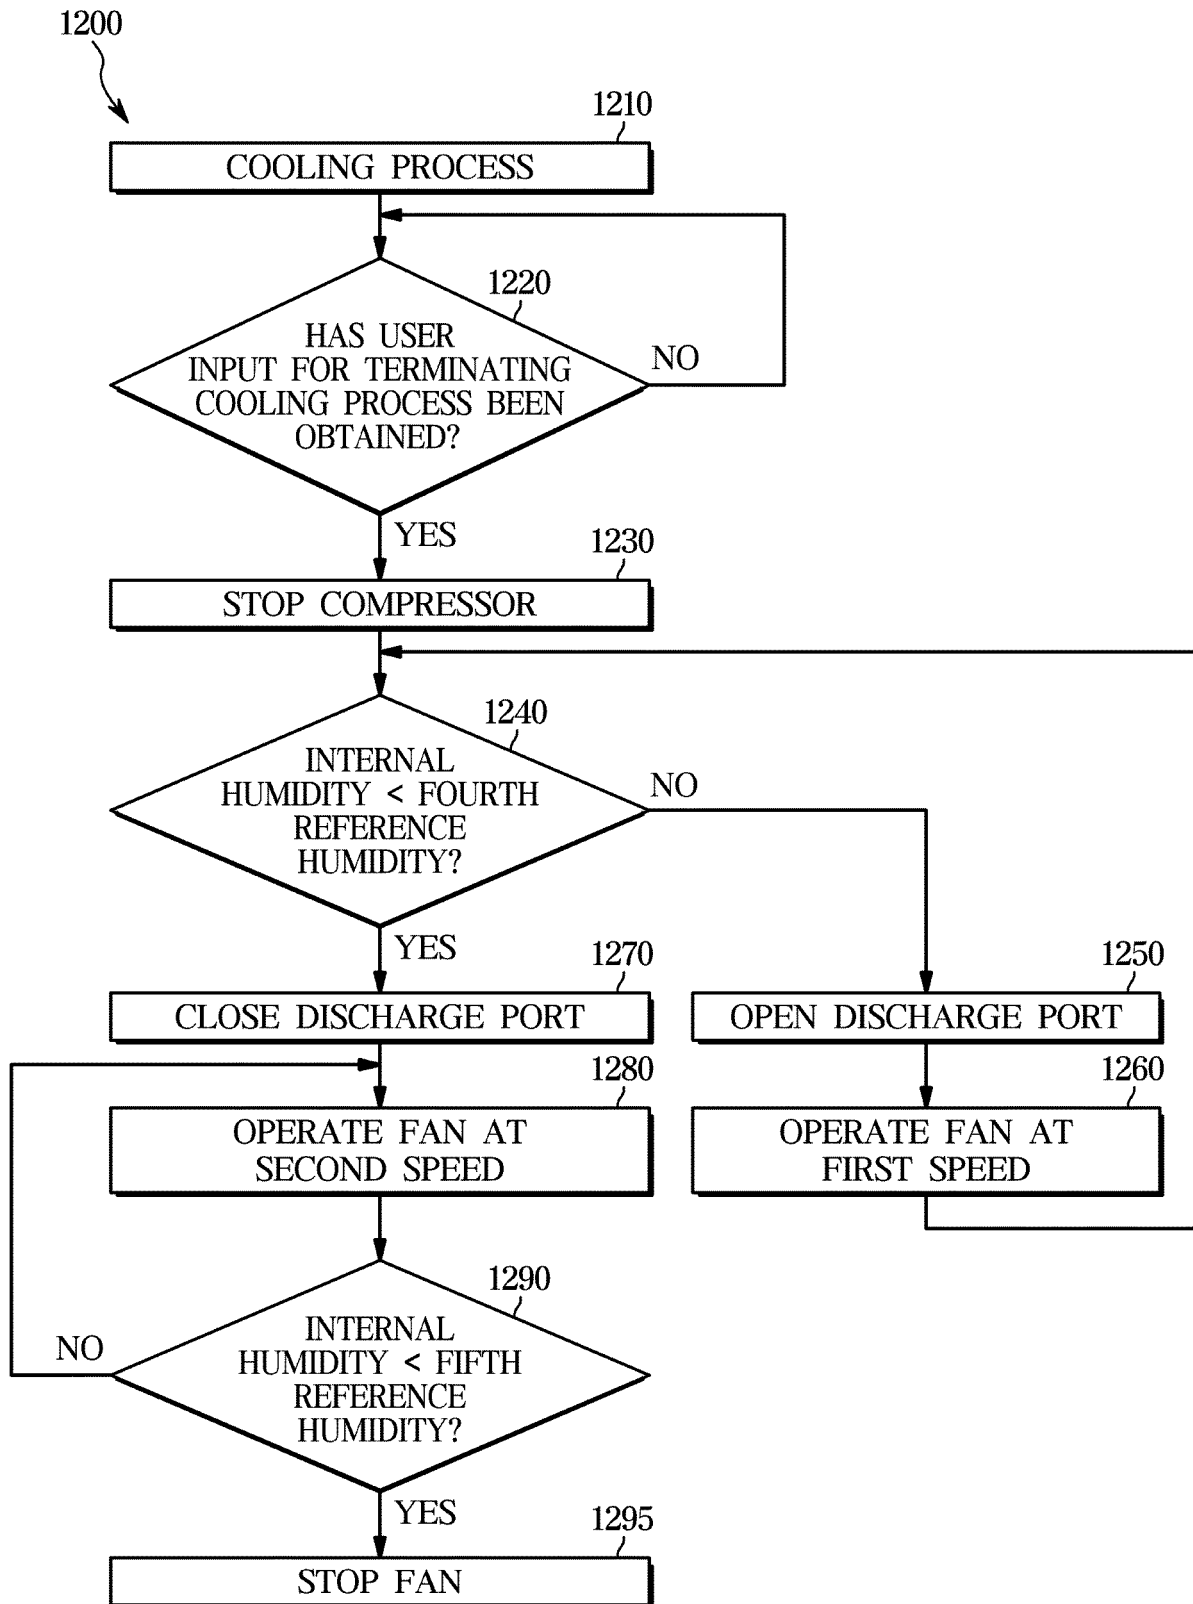 1200
1210
COOLING PROCESS
1220
HAS USER
INPUT FOR TERMINATING
COOLING PROCESS BEEN
OBTAINED?
NO
YES
1230
STOP COMPRESSOR
1240
INTERNAL
HUMIDITY < FOURTH
REFERENCE
HUMIDITY?
NO
YES
1270
CLOSE DISCHARGE PORT
1250
OPEN DISCHARGE PORT
1280
OPERATE FAN AT
SECOND SPEED
1260
OPERATE FAN AT
FIRST SPEED
1290
INTERNAL
HUMIDITY < FIFTH
REFERENCE
HUMIDITY?
NO
YES
1295
STOP FAN